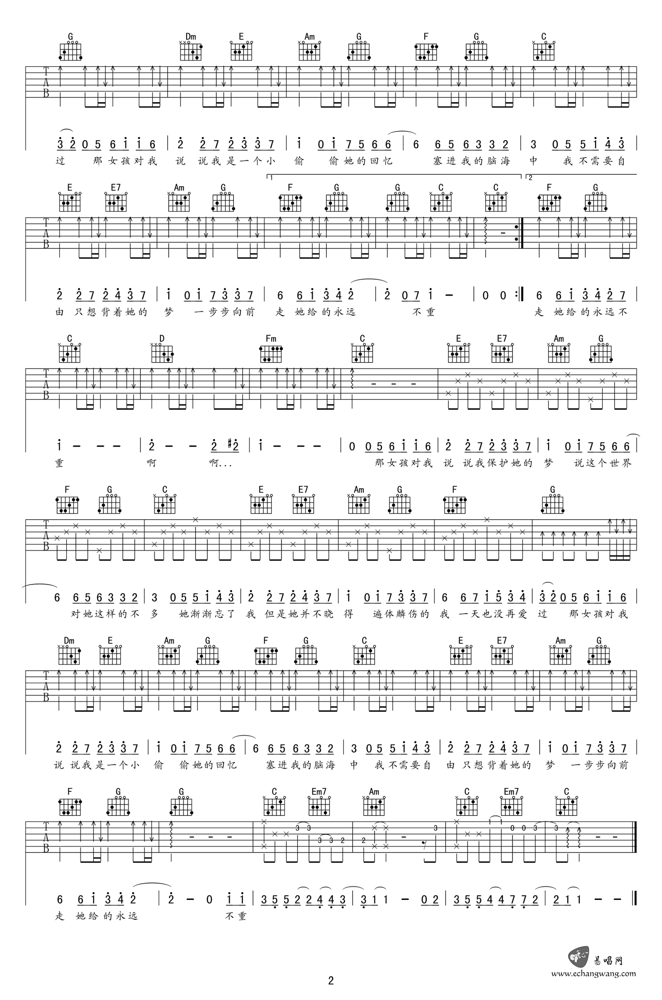 G Dm E Am G F G C
T A B
3 2 0 5 6 1 1 6 2 2 7 2 3 3 7 1 0 1 7 5 6 6 6 6 5 6 3 3 2 3 0 5 5 1 4 3
过 那女孩对我 说 说我是一个小 偷 偷她的回忆 塞进我的脑海 中 我不需要自
1 2
E E7 Am G F G G C C F G
T A B
2 2 7 2 4 3 7 1 0 1 7 3 3 7 6 6 1 3 4 2 2 0 7 1 - 0 0 6 6 1 3 4 2 7
由 只想背着她的 梦 一步步向前 走 她给的永远 不重 走 她给的永远不
C D Fm C E E7 Am G
T A B
1 - - - 2 - - 2 #2 1 - - - 0 0 5 6 1 1 6 2 2 7 2 3 3 7 1 0 1 7 5 6 6
重 啊 啊... 那女孩对我 说 说我保护她的 梦 说这个世界
F G C E E7 Am G F G
T A B
6 6 5 6 3 3 2 3 0 5 5 1 4 3 2 2 7 2 4 3 7 1 0 1 7 3 3 7 6 6 7 1 5 3 4 3 2 0 5 6 1 1 6
对她这样的不 多 她渐渐忘了 我 但是她并不晓 得 遍体麟伤的 我 一天也没再爱 过 那女孩对我
Dm E Am G F G C E E7 Am G
T A B
2 2 7 2 3 3 7 1 0 1 7 5 6 6 6 6 5 6 3 3 2 3 0 5 5 1 4 3 2 2 7 2 4 3 7 1 0 1 7 3 3 7
说 说我是一个小 偷 偷她的回忆 塞进我的脑海 中 我不需要自 由 只想背着她的 梦 一步步向前
F G G C Em7 Am C Em7 C
T A B 3 3 3 3 2 2 3 1 1 0 0 3 3
6 6 1 3 4 2 2 - 0 1 1 3 5 5 2 2 4 4 3 3 1 1 - 0 2 3 5 5 4 4 7 7 2 2 1 1 - -
走 她给的永远 不重
易唱网
www.echangwang.com
2